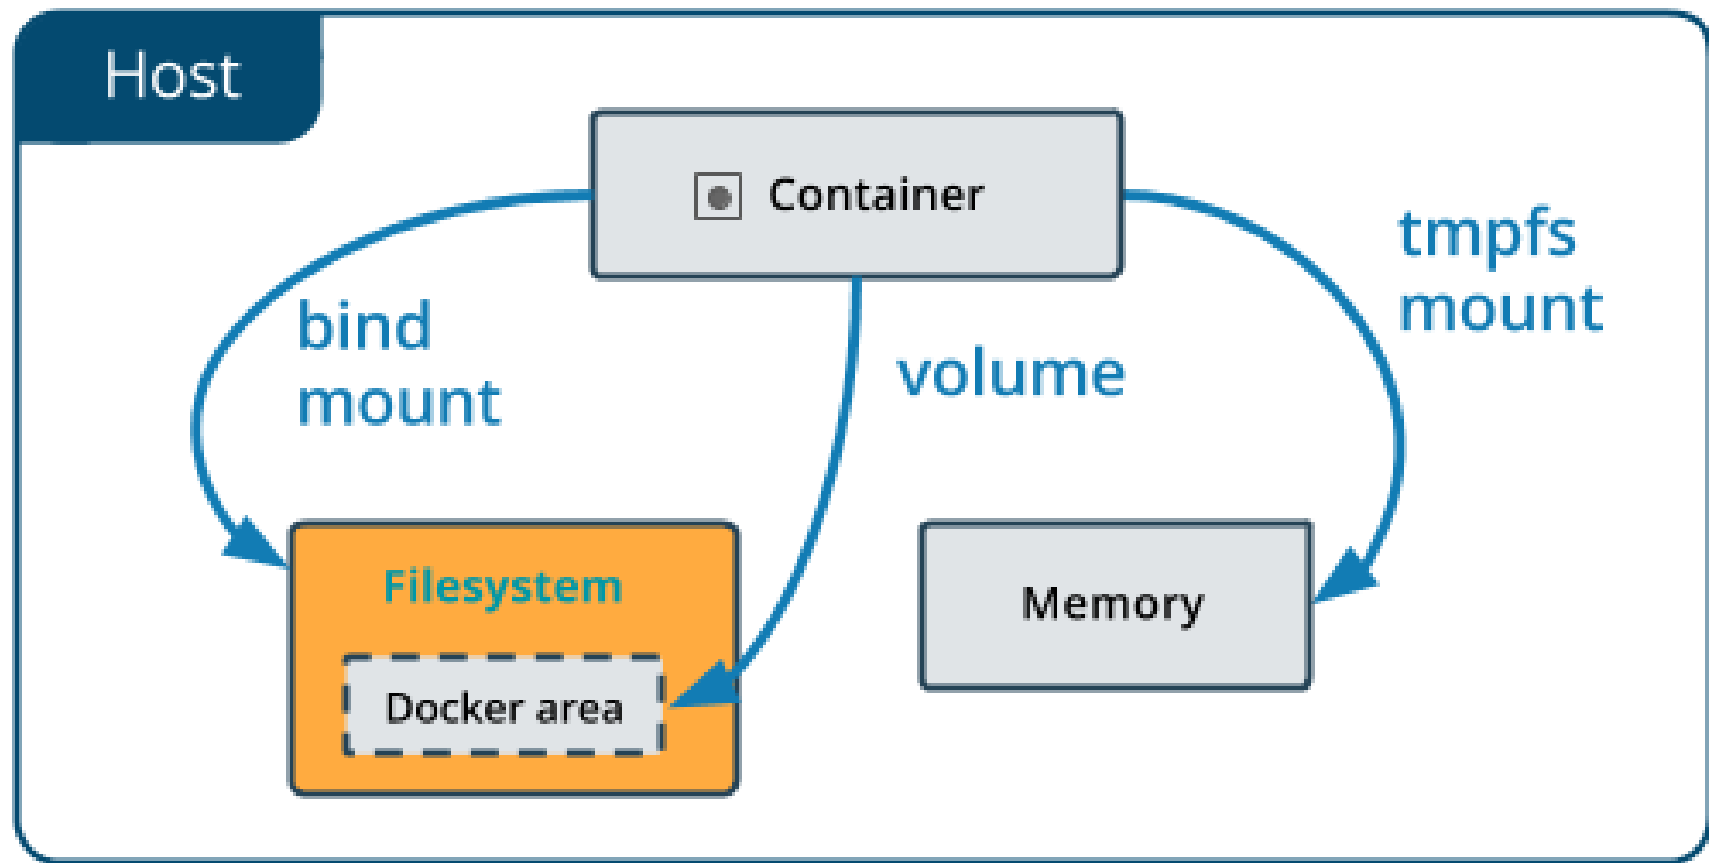 Host
Container
tmpfs
mount
bind
mount
volume
Filesystem
Memory
Docker area